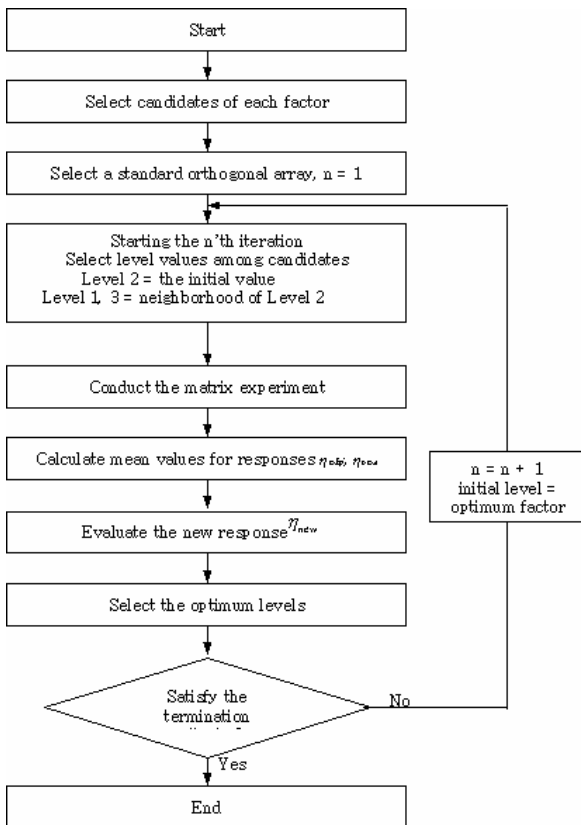 Start
Select candidates of each factor
Select a standard orthogonal array, n = 1
Starting the n'th iteration
Select level values among candidates
Level 2 = the initial value
Level 1, 3 = neighborhood of Level 2
Conduct the matrix experiment
Calculate mean values for responses η
Evaluate the new response η new
Select the optimum levels
Satisfy the
termination
No
Yes
n = n + 1
initial level =
optimum factor
End